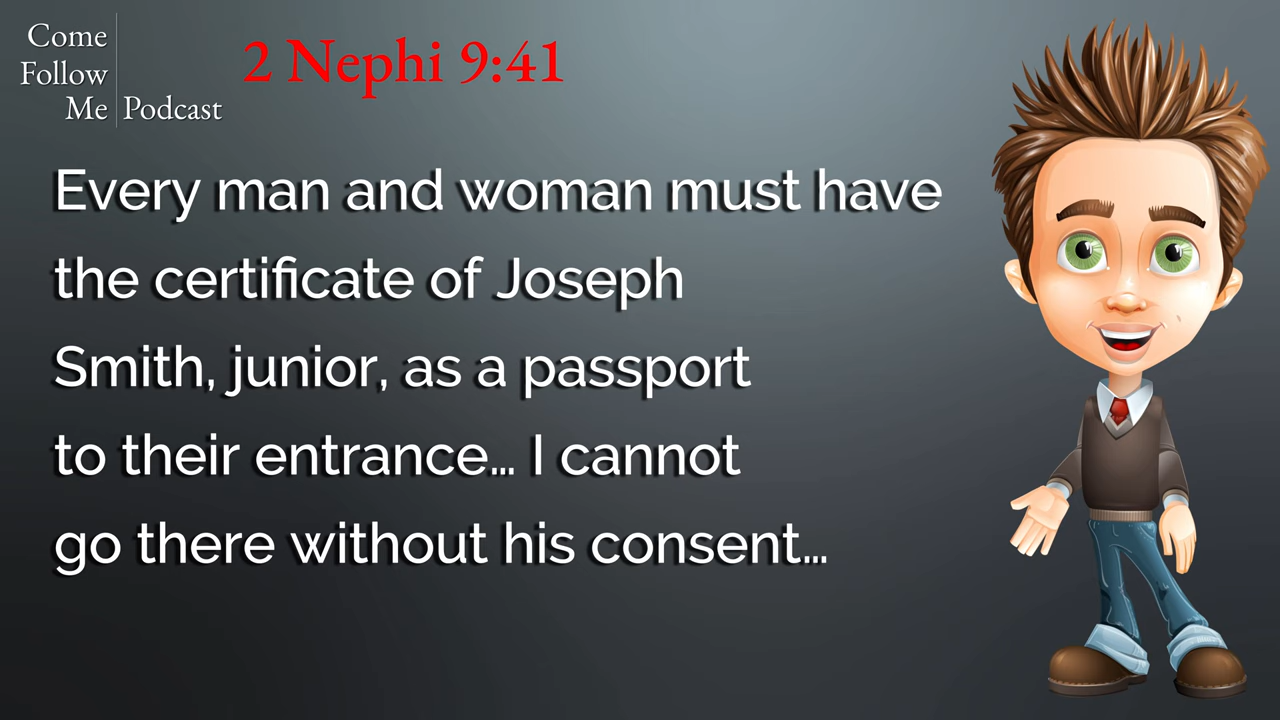 Come
Follow
Me Podcast
2 Nephi 9:41
Every man and woman must have
the certificate of Joseph
Smith, junior, as a passport
to their entrance… I cannot
go there without his consent…